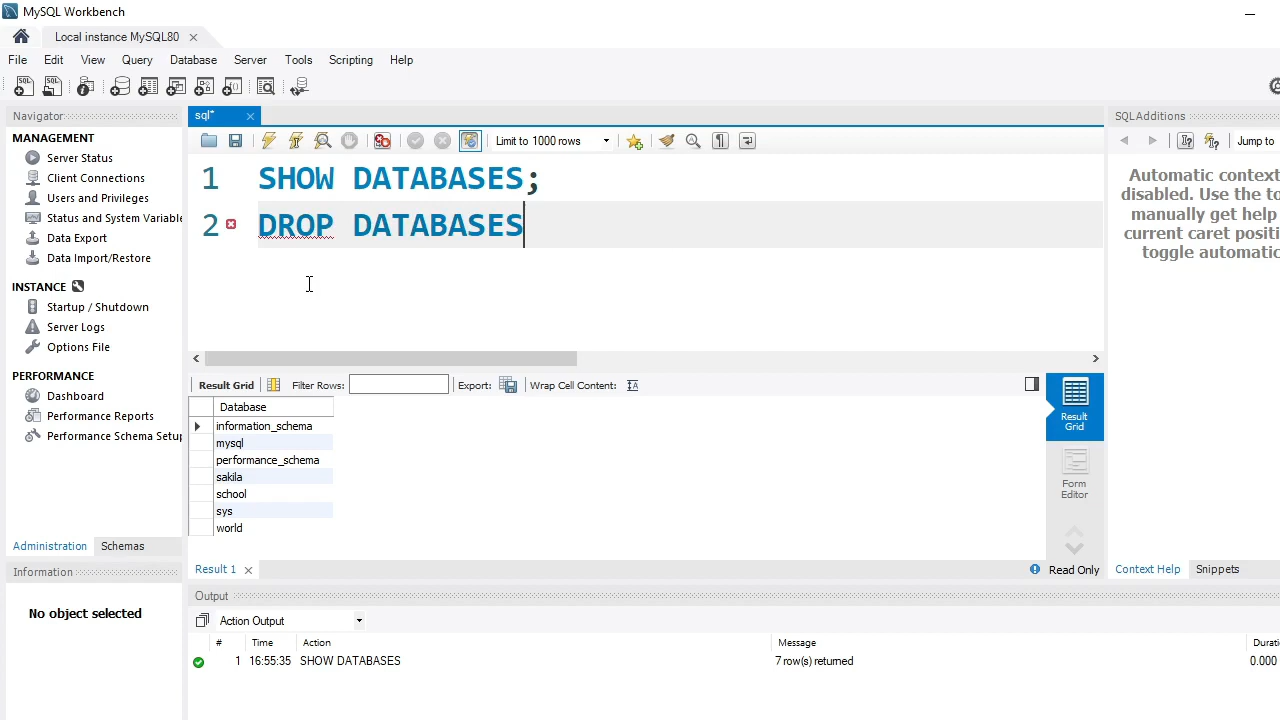 MySQL Workbench
Local instance MySQL80
File Edit View Query Database Server Tools Scripting Help
Navigator
MANAGEMENT
Server Status
Client Connections
Users and Privileges
Status and System Variable
Data Export
Data Import/Restore
INSTANCE
Startup / Shutdown
Server Logs
Options File
PERFORMANCE
Dashboard
Performance Reports
Performance Schema Setup
Administration Schemas
Information
No object selected
sql*
Limit to 1000 rows
1 SHOW DATABASES;
2 DROP DATABASES
Result Grid Filter Rows: Export: Wrap Cell Content:
Database
information_schema
mysql
performance_schema
sakila
school
sys
world
Result Grid
Form Editor
Result 1 Read Only
Output
Action Output
# Time Action Message Durati
1 16:55:35 SHOW DATABASES 7 row(s) returned 0.000
SQLAdditions
Jump to
Automatic context
disabled. Use the to
manually get help
current caret positi
toggle automatic
Context Help Snippets